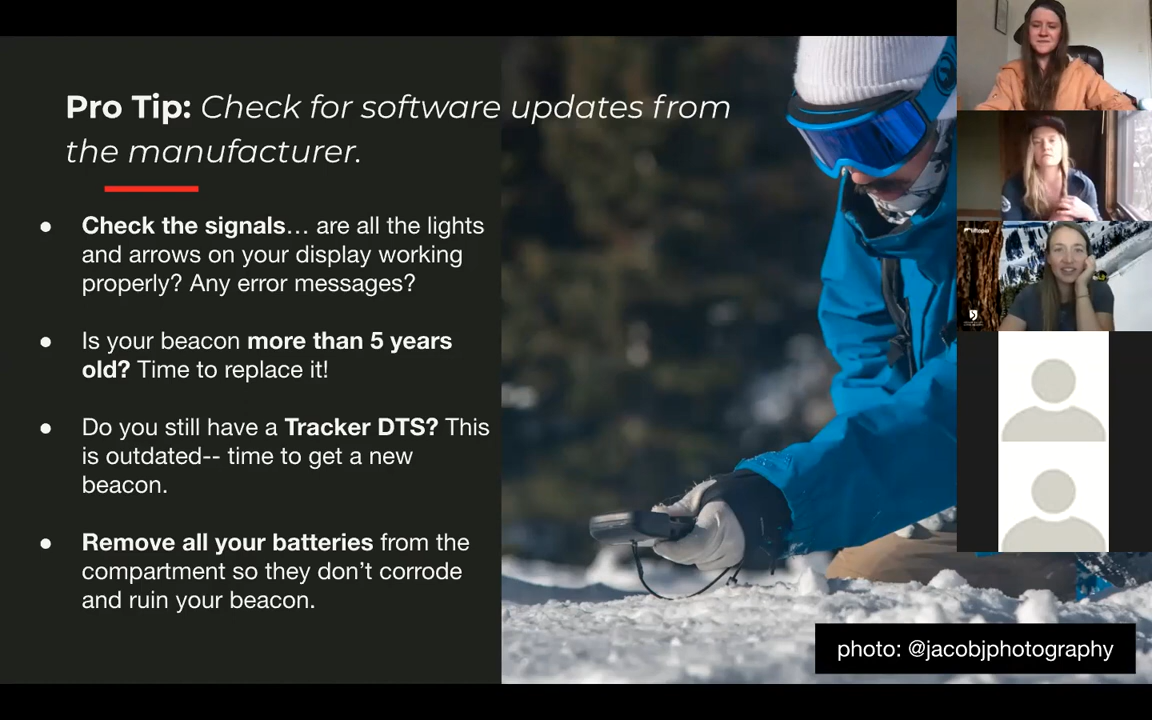 Pro Tip: Check for software updates from
the manufacturer.
● Check the signals… are all the lights
and arrows on your display working
properly? Any error messages?
● Is your beacon more than 5 years
old? Time to replace it!
● Do you still have a Tracker DTS? This
is outdated-- time to get a new
beacon.
● Remove all your batteries from the
compartment so they don’t corrode
and ruin your beacon.
photo: @jacobjphotography